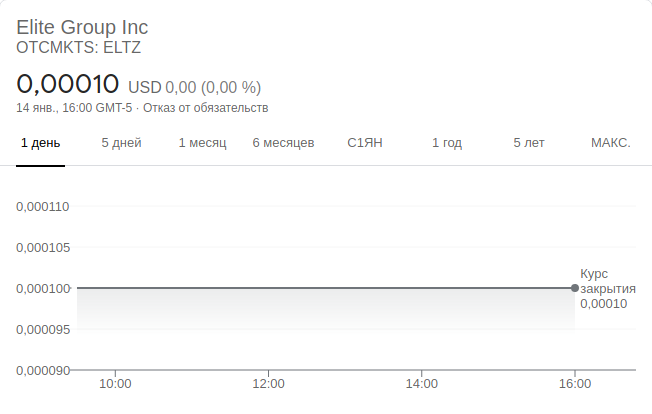 Elite Group Inc
OTCMKTS: ELTZ
0,00010 USD 0,00 (0,00 %)
14 янв., 16:00 GMT-5 · Отказ от обязательств
1 день 5 дней 1 месяц 6 месяцев С1ЯН 1 год 5 лет МАКС.
0,000110
0,000105
0,000100
0,000095
0,000090
Курс
закрытия
0,00010
10:00 12:00 14:00 16:00